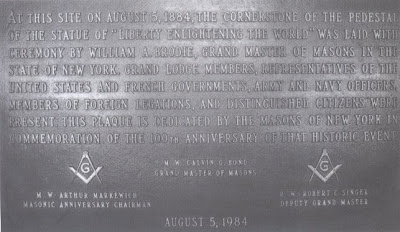 AT THIS SITE ON AUGUST 5, 1884, THE CORNERSTONE OF THE PEDESTAL
OF THE STATUE OF "LIBERTY ENLIGHTENING THE WORLD" WAS LAID WITH
CEREMONY BY WILLIAM A. BRODIE, GRAND MASTER OF MASONS IN THE
STATE OF NEW YORK. GRAND LODGE MEMBERS, REPRESENTATIVES OF THE
UNITED STATES AND FRENCH GOVERNMENTS, ARMY AND NAVY OFFICERS,
MEMBERS OF FOREIGN LEGATIONS, AND DISTINGUISHED CITIZENS WERE
PRESENT. THIS PLAQUE IS DEDICATED BY THE MASONS OF NEW YORK IN
COMMEMORATION OF THE 100th ANNIVERSARY OF THAT HISTORIC EVENT.
M.W. CALVIN G. BOND
GRAND MASTER OF MASONS
G
G
M.W. ARTHUR MARKEWICH
MASONIC ANNIVERSARY CHAIRMAN
R.W. ROBERT C. SINGER
DEPUTY GRAND MASTER
AUGUST 5, 1984